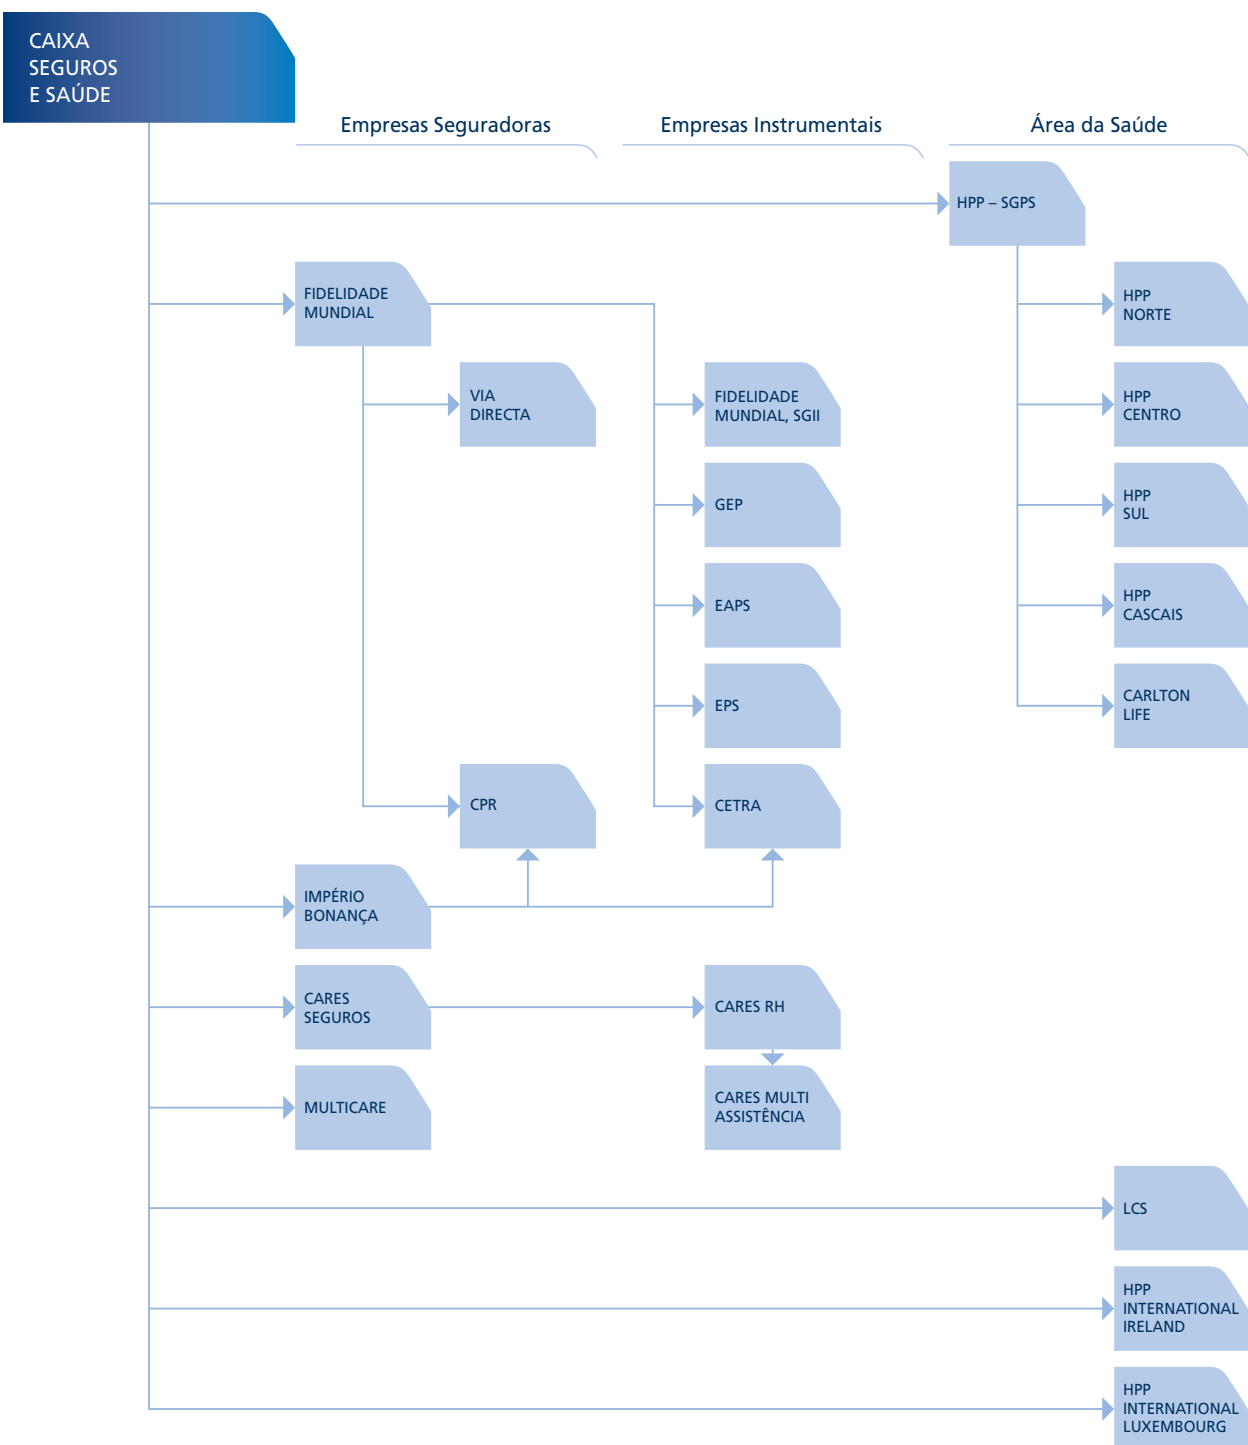 CAIXA
SEGUROS
E SAÚDE
Empresas Seguradoras
Empresas Instrumentais
Área da Saúde
HPP – SGPS
FIDELIDADE
MUNDIAL
HPP
NORTE
VIA
DIRECTA
FIDELIDADE
MUNDIAL, SGII
HPP
CENTRO
GEP
HPP
SUL
EAPS
HPP
CASCAIS
EPS
CARLTON
LIFE
CPR
CETRA
IMPÉRIO
BONANÇA
CARES
SEGUROS
CARES RH
MULTICARE
CARES MULTI
ASSISTÊNCIA
LCS
HPP
INTERNATIONAL
IRELAND
HPP
INTERNATIONAL
LUXEMBOURG